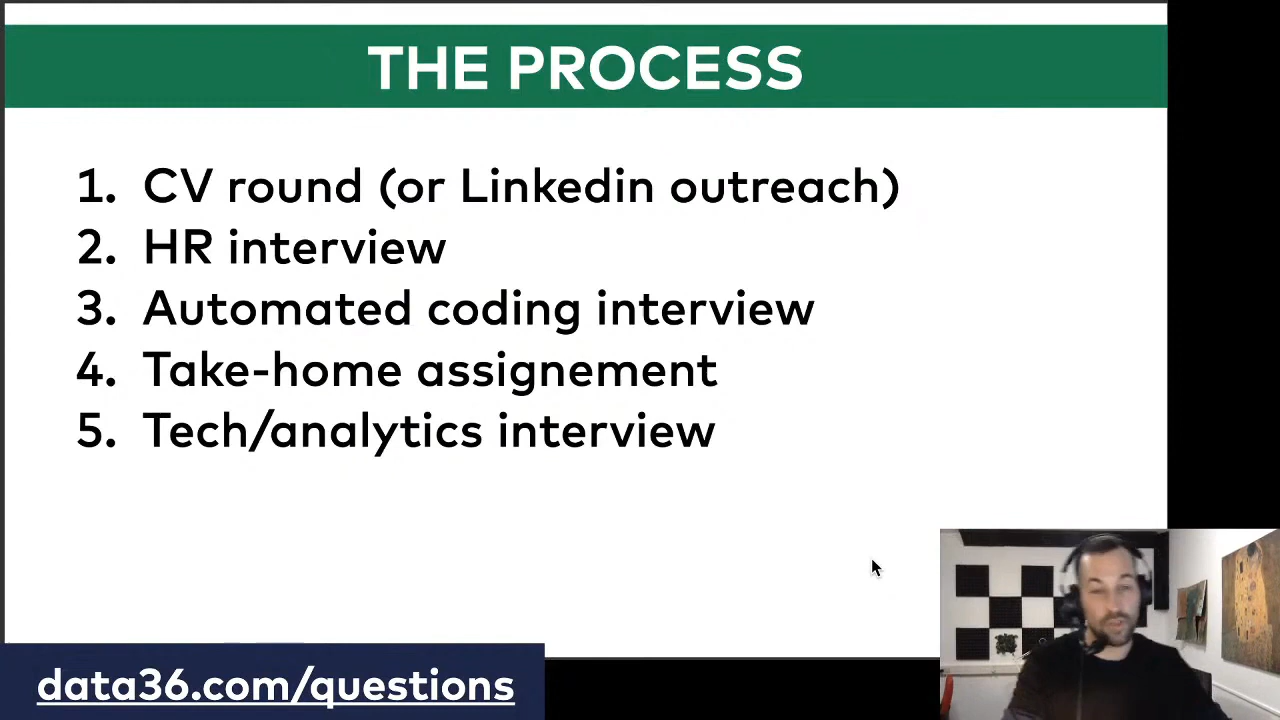 THE PROCESS
1. CV round (or Linkedin outreach)
2. HR interview
3. Automated coding interview
4. Take-home assignement
5. Tech/analytics interview
data36.com/questions